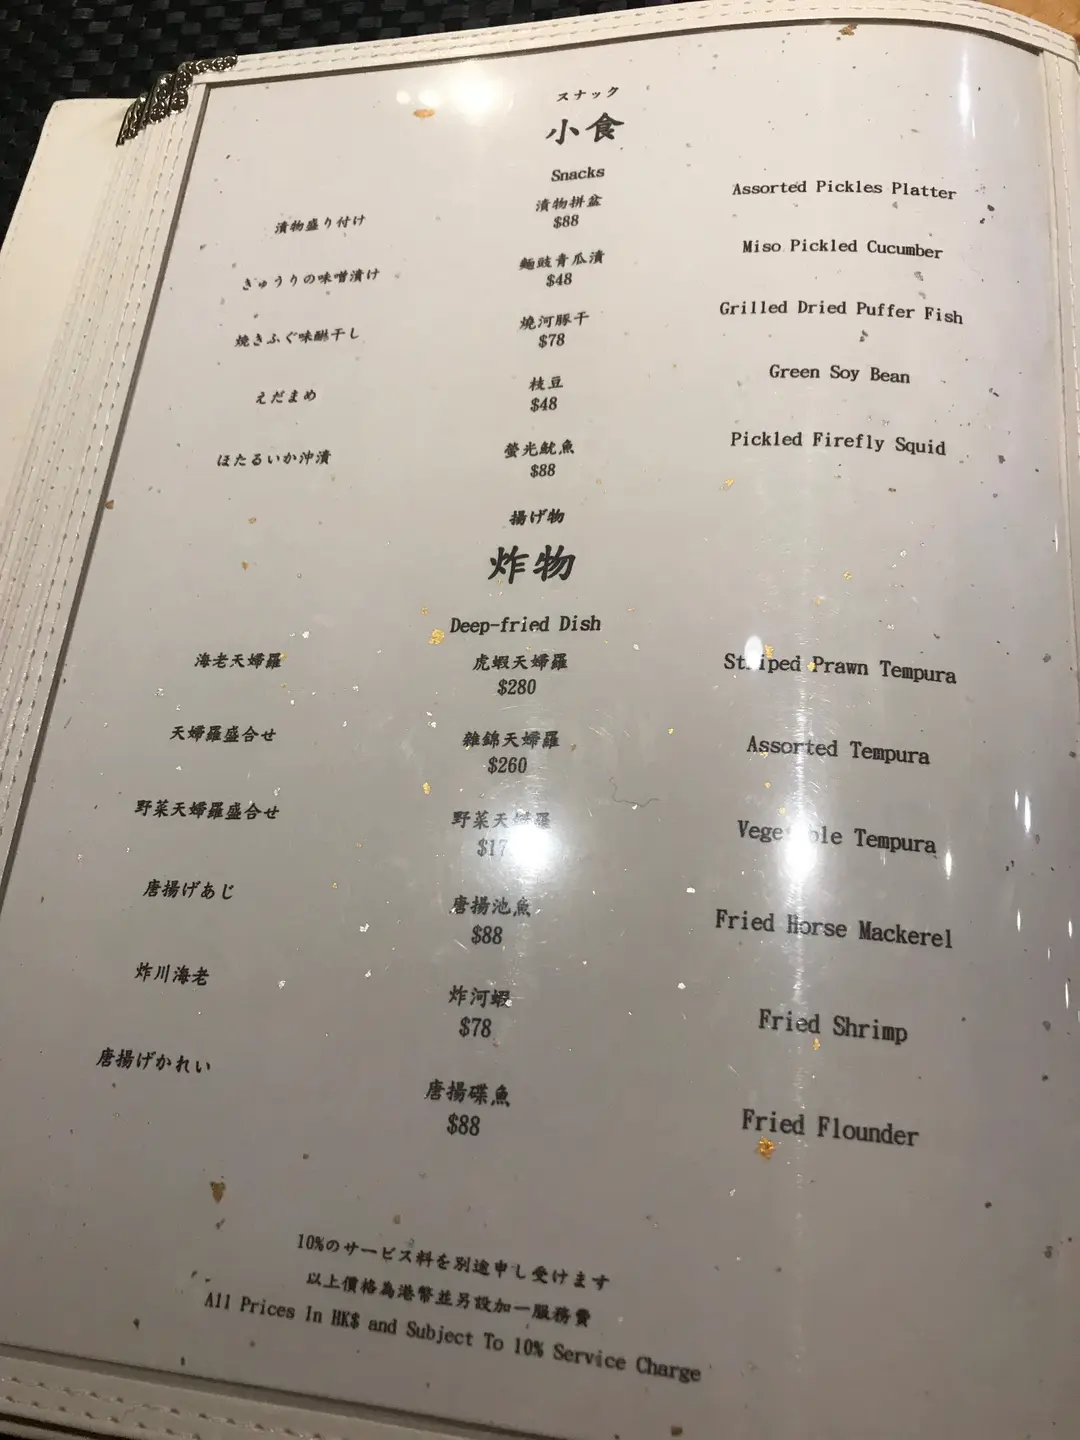 スナック
小食
Snacks
漬物盛り付け 漬物拼盆 Assorted Pickles Platter
$88
きゅうりの味噌漬け 麵豉青瓜漬 Miso Pickled Cucumber
$48
焼きふぐ味醂干し 燒河豚干 Grilled Dried Puffer Fish
$78
えだまめ 枝豆 Green Soy Bean
$48
ほたるいか沖漬 螢光魷魚 Pickled Firefly Squid
$88
揚げ物
炸物
Deep-fried Dish
海老天婦羅 虎蝦天婦羅 Striped Prawn Tempura
$280
天婦羅盛合せ 雜錦天婦羅 Assorted Tempura
$260
野菜天婦羅盛合せ 野菜天婦羅 Vegetable Tempura
唐揚げあじ 唐揚池魚 Fried Horse Mackerel
$88
炸川海老 炸河蝦 Fried Shrimp
$78
唐揚げかれい 唐揚碟魚 Fried Flounder
$88
10%のサービス料を別途申し受けます
以上價格為港幣並另設加一服務費
All Prices In HK$ and Subject To 10% Service Charge